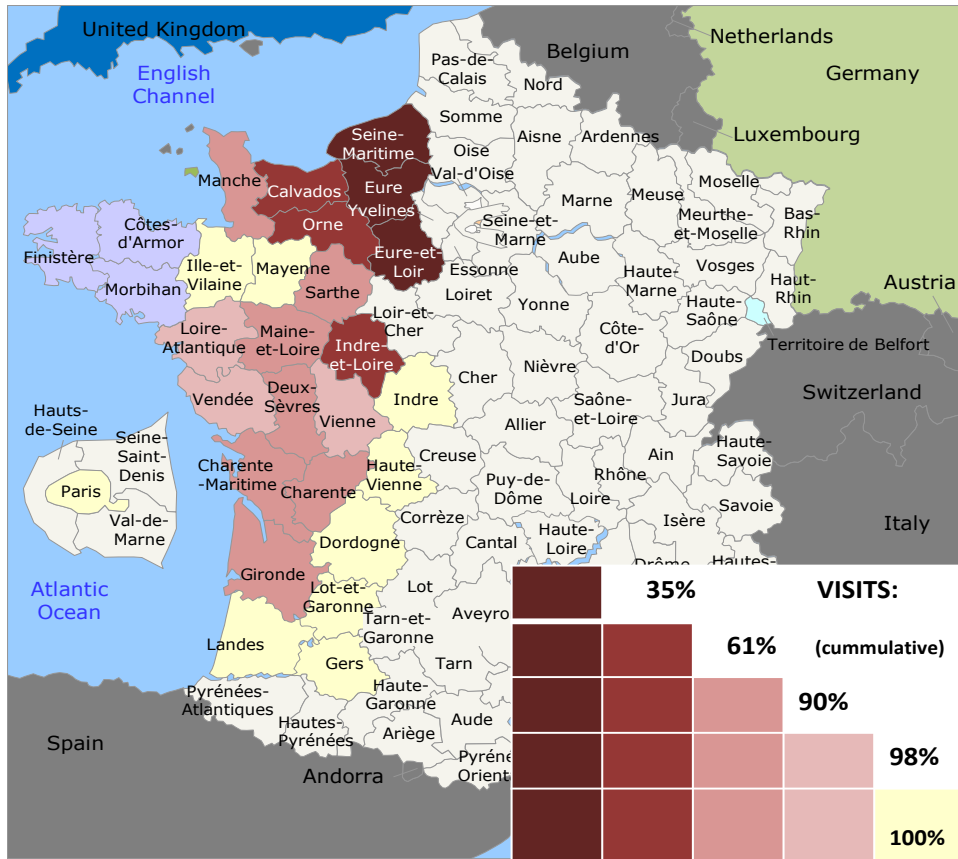 United Kingdom
English
Channel
Belgium
Netherlands
Germany
Luxembourg
Pas-de-
Calais
Nord
Somme
Aisne
Ardennes
Seine-
Maritime
Oise
Val-d'Oise
Manche
Calvados
Eure
Yvelines
Orne
Seine-et-
Marne
Marne
Meuse
Moselle
Meurthe-
et-Moselle
Bas-
Rhin
Côtes-
d'Armor
Finistère
Morbihan
Ille-et-
Vilaine
Mayenne
Eure-et-
Loir
Essonne
Aube
Vosges
Haute-
Marne
Haut-
Rhin
Austria
Sarthe
Loiret
Loir-et-
Cher
Yonne
Haute-
Saône
Loire-
Atlantique
Maine-
et-Loire
Indre-
et-Loire
Côte-
d'Or
Territoire de Belfort
Doubs
Cher
Nièvre
Switzerland
Vendée
Deux-
Sèvres
Vienne
Indre
Saône-
et-Loire
Jura
Allier
Hauts-
de-Seine
Seine-
Saint-
Denis
Paris
Val-de-
Marne
Charente
-Maritime
Charente
Haute-
Vienne
Creuse
Puy-de-
Dôme
Loire
Rhône
Ain
Haute-
Savoie
Savoie
Isère
Italy
Corrèze
Cantal
Haute-
Loire
Drôme
Hautes-
Dordogne
Gironde
Atlantic
Ocean
Lot-et-
Garonne
Lot
Aveyro
Tarn-et-
Garonne
Landes
Gers
Tarn
Pyrénées-
Atlantiques
Hautes-
Pyrénées
Haute-
Garonne
Ariège
Aude
Pyréné
Orient
Spain
Andorra
35%
VISITS:
61%
(cummulative)
90%
98%
100%